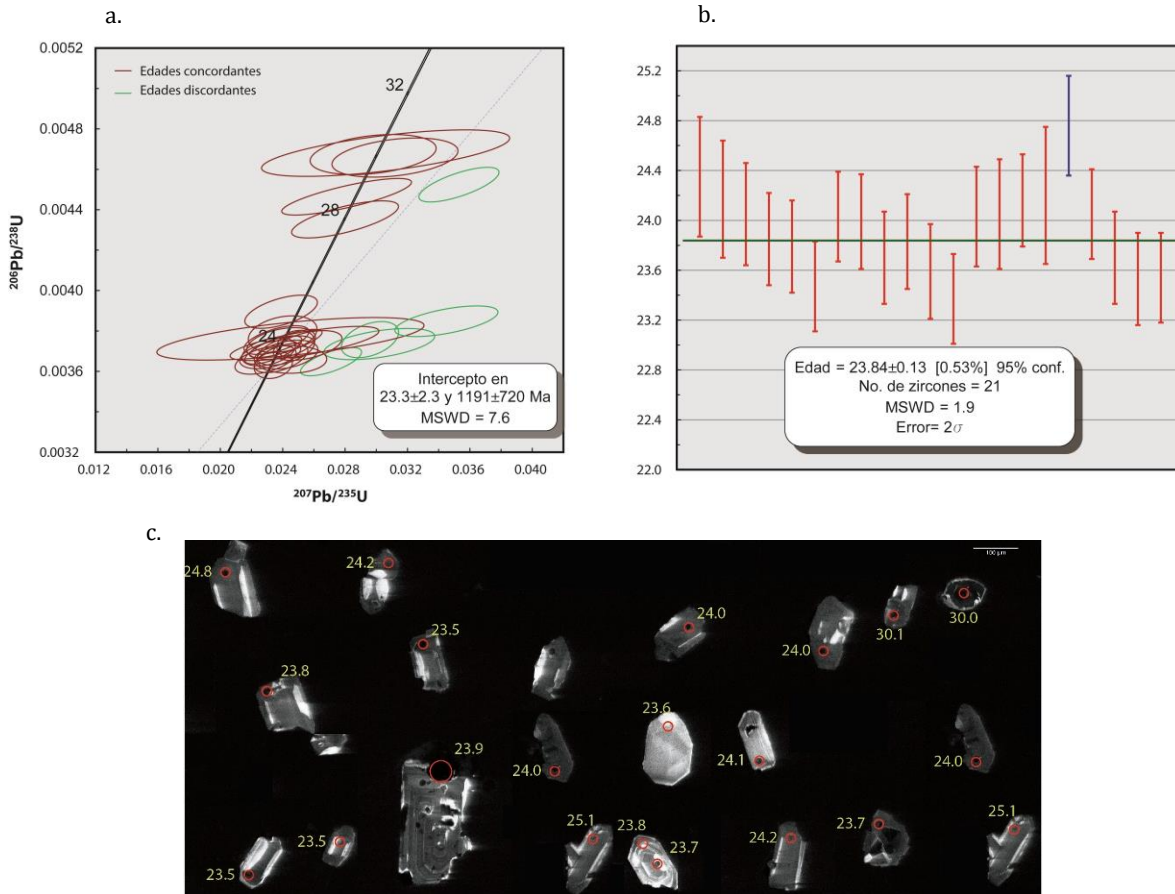 a.
0.0052
0.0048
0.0044
0.0040
0.0036
0.0032
²⁰⁶Pb/²³⁸U
Edades concordantes
Edades discordantes
32
28
24
Intercepto en
23.3±2.3 y 1191±720 Ma
MSWD = 7.6
0.012 0.016 0.020 0.024 0.028 0.032 0.036 0.040
²⁰⁷Pb/²³⁵U
b.
25.2
24.8
24.4
24.0
23.6
23.2
22.8
22.4
22.0
Edad = 23.84±0.13 [0.53%] 95% conf.
No. de zircones = 21
MSWD = 1.9
Error= 2σ
c.
100 µm
24.8
24.2
23.5
24.0
24.0
30.1
30.0
23.8
23.9
24.0
23.6
24.1
24.0
23.5
23.5
25.1
23.8
23.7
24.2
23.7
25.1